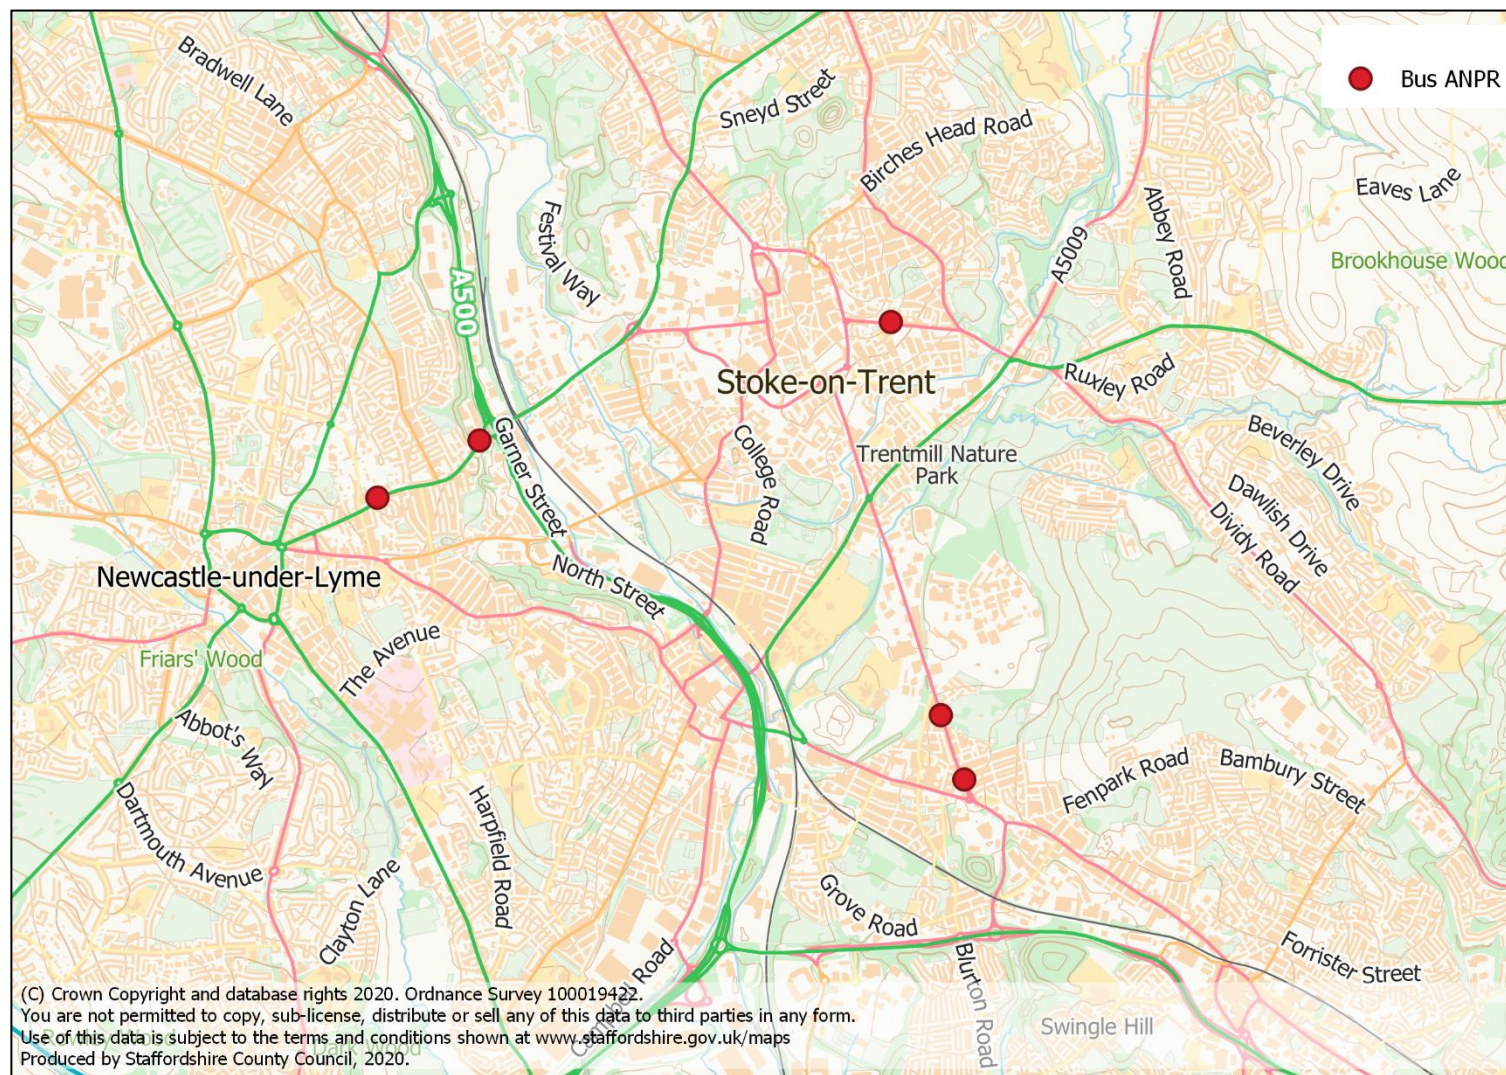 Bradwell Lane
Sneyd Street
Bus ANPR
Birches Head Road
Eaves Lane
Abbey Road
Festival Way
A5009
Brookhouse Wood
A500
Stoke-on-Trent
Ruxley Road
Garner Street
College Road
Trentmill Nature
Park
Beverley Drive
Dawlish Drive
Dividy Road
Newcastle-under-Lyme
North Street
The Avenue
Friars' Wood
Abbot's Way
Fenpark Road
Bambury Street
Dartmouth Avenue
Harpfield Road
Clayton Lane
Grove Road
Campbell Road
Blurton Road
Forrister Street
Swingle Hill
(C) Crown Copyright and database rights 2020. Ordnance Survey 100019422.
You are not permitted to copy, sub-license, distribute or sell any of this data to third parties in any form.
Use of this data is subject to the terms and conditions shown at www.staffordshire.gov.uk/maps
Produced by Staffordshire County Council, 2020.